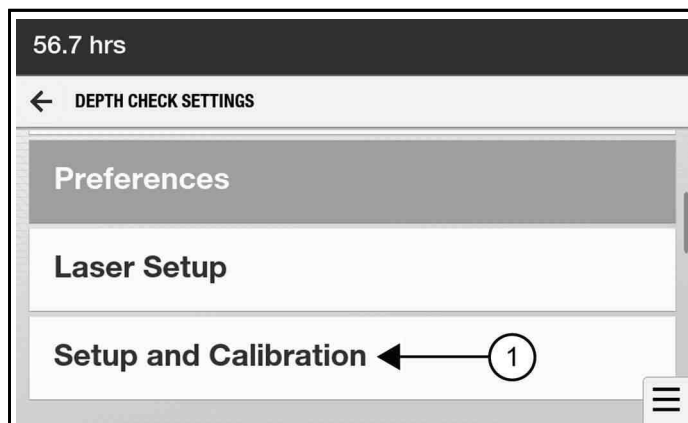 56.7 hrs
DEPTH CHECK SETTINGS
Preferences
Laser Setup
Setup and Calibration
1